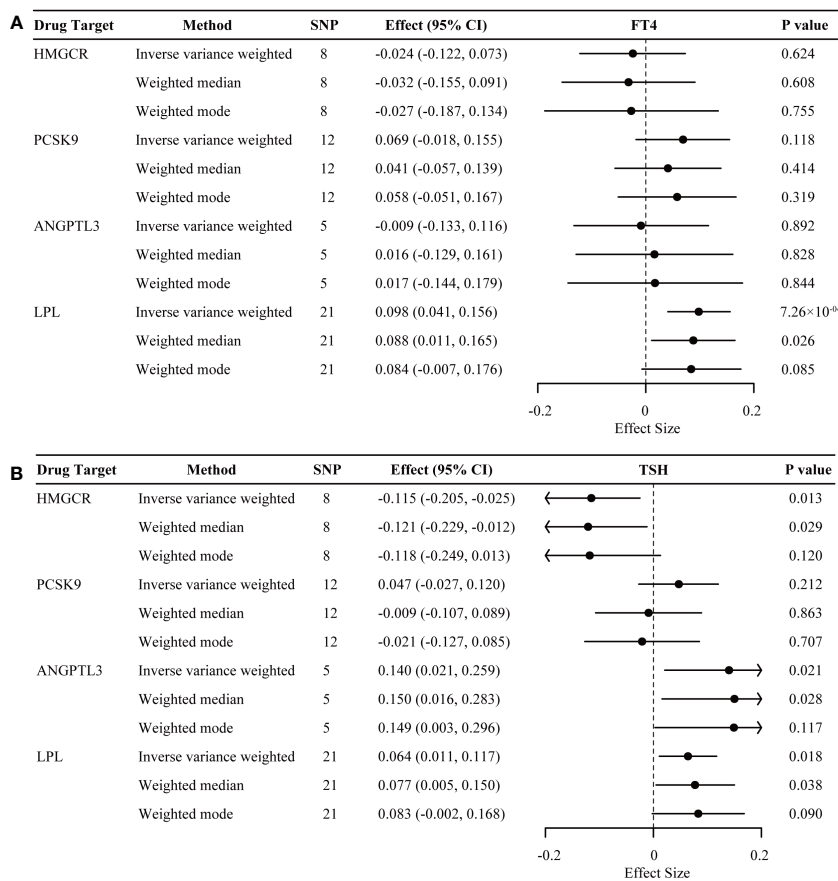 A
Drug Target Method SNP Effect (95% CI) FT4 P value
HMGCR Inverse variance weighted 8 -0.024 (-0.122, 0.073) 0.624
Weighted median 8 -0.032 (-0.155, 0.091) 0.608
Weighted mode 8 -0.027 (-0.187, 0.134) 0.755
PCSK9 Inverse variance weighted 12 0.069 (-0.018, 0.155) 0.118
Weighted median 12 0.041 (-0.057, 0.139) 0.414
Weighted mode 12 0.058 (-0.051, 0.167) 0.319
ANGPTL3 Inverse variance weighted 5 -0.009 (-0.133, 0.116) 0.892
Weighted median 5 0.016 (-0.129, 0.161) 0.828
Weighted mode 5 0.017 (-0.144, 0.179) 0.844
LPL Inverse variance weighted 21 0.098 (0.041, 0.156) 7.26×10⁻⁰
Weighted median 21 0.088 (0.011, 0.165) 0.026
Weighted mode 21 0.084 (-0.007, 0.176) 0.085
-0.2 0 0.2
Effect Size
B
Drug Target Method SNP Effect (95% CI) TSH P value
HMGCR Inverse variance weighted 8 -0.115 (-0.205, -0.025) 0.013
Weighted median 8 -0.121 (-0.229, -0.012) 0.029
Weighted mode 8 -0.118 (-0.249, 0.013) 0.120
PCSK9 Inverse variance weighted 12 0.047 (-0.027, 0.120) 0.212
Weighted median 12 -0.009 (-0.107, 0.089) 0.863
Weighted mode 12 -0.021 (-0.127, 0.085) 0.707
ANGPTL3 Inverse variance weighted 5 0.140 (0.021, 0.259) 0.021
Weighted median 5 0.150 (0.016, 0.283) 0.028
Weighted mode 5 0.149 (0.003, 0.296) 0.117
LPL Inverse variance weighted 21 0.064 (0.011, 0.117) 0.018
Weighted median 21 0.077 (0.005, 0.150) 0.038
Weighted mode 21 0.083 (-0.002, 0.168) 0.090
-0.2 0 0.2
Effect Size